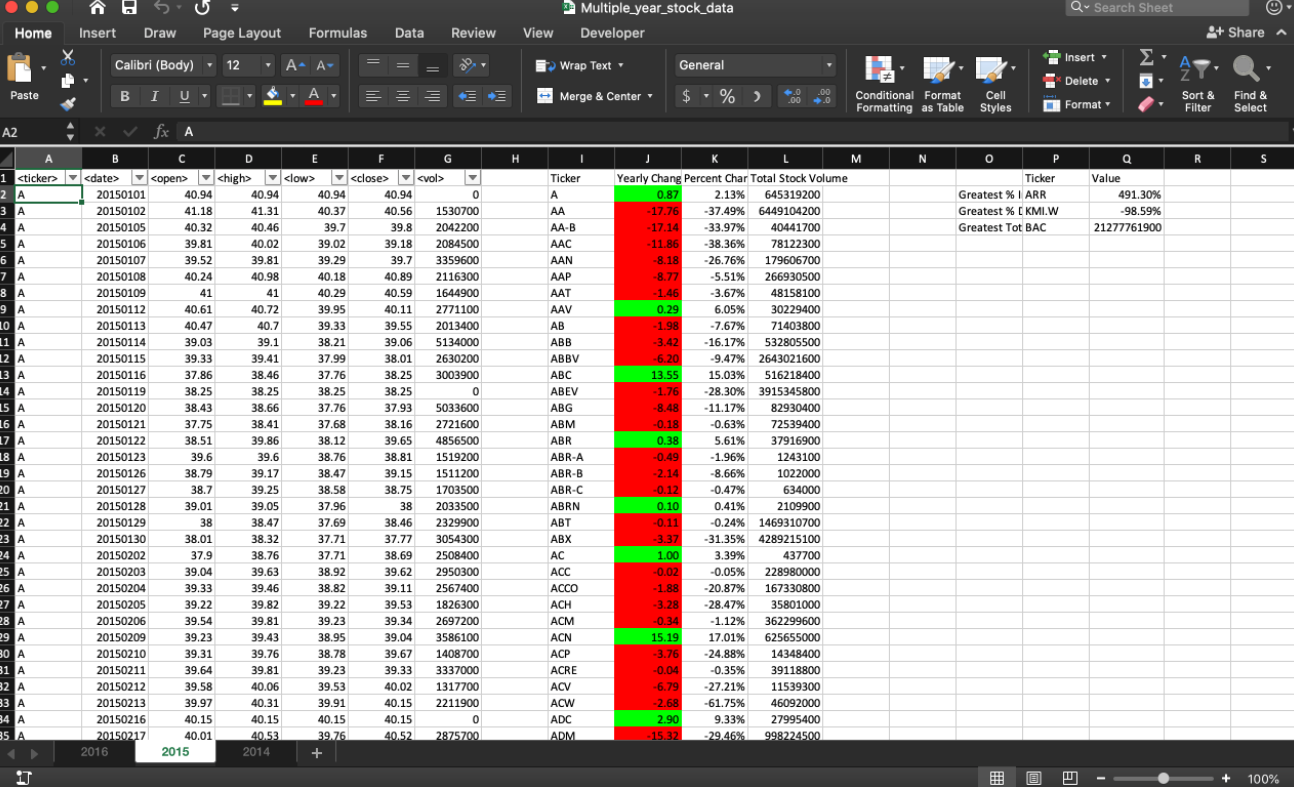 Multiple_year_stock_data
Search Sheet
Home Insert Draw Page Layout Formulas Data Review View Developer Share
Paste Calibri (Body) 12 A A Wrap Text General Insert
B I U A Merge & Center $ % Conditional Formatting Format as Table Cell Styles Delete Format Sort & Filter Find & Select
A2 fx A
A B C D E F G H I J K L M N O P Q R S
1 <ticker> <date> <open> <high> <low> <close> <vol> Ticker Yearly Chang Percent Char Total Stock Volume Ticker Value
2 A 20150101 40.94 40.94 40.94 40.94 0 A 0.87 2.13% 645319200 Greatest % I ARR 491.30%
3 A 20150102 41.18 41.31 40.37 40.56 1530700 AA -17.76 -37.49% 6449104200 Greatest % D KMI.W -98.59%
4 A 20150105 40.32 40.46 39.7 39.8 2042200 AA-B -17.14 -33.97% 40441700 Greatest Tot BAC 21277761900
5 A 20150106 39.81 40.02 39.02 39.18 2084500 AAC -11.86 -38.36% 78122300
6 A 20150107 39.52 39.81 39.29 39.7 3359600 AAN -8.18 -26.76% 179606700
7 A 20150108 40.24 40.98 40.18 40.89 2116300 AAP -8.77 -5.51% 266930500
8 A 20150109 41 41 40.29 40.59 1644900 AAT -1.46 -3.67% 48158100
9 A 20150112 40.61 40.72 39.95 40.11 2771100 AAV 0.29 6.05% 30229400
10 A 20150113 40.47 40.7 39.33 39.55 2013400 AB -1.98 -7.67% 71403800
11 A 20150114 39.03 39.1 38.21 39.06 5134000 ABB -3.42 -16.17% 532805500
12 A 20150115 39.33 39.41 37.99 38.01 2630200 ABBV -6.20 -9.47% 2643021600
13 A 20150116 37.86 38.46 37.76 38.25 3003900 ABC 13.55 15.03% 516218400
14 A 20150119 38.25 38.25 38.25 38.25 0 ABEV -1.76 -28.30% 3915345800
15 A 20150120 38.43 38.66 37.76 37.93 5033600 ABG -8.48 -11.17% 82930400
16 A 20150121 37.75 38.41 37.68 38.16 2721600 ABM -0.18 -0.63% 72539400
17 A 20150122 38.51 39.86 38.12 39.65 4856500 ABR 0.38 5.61% 37916900
18 A 20150123 39.6 39.6 38.76 38.81 1519200 ABR-A -0.49 -1.96% 1243100
19 A 20150126 38.79 39.17 38.47 39.15 1511200 ABR-B -2.14 -8.66% 1022000
20 A 20150127 38.7 39.25 38.58 38.75 1703500 ABR-C -0.12 -0.47% 634000
21 A 20150128 39.01 39.05 37.96 38 2033500 ABRN 0.10 0.41% 2109900
22 A 20150129 38 38.47 37.69 38.46 2329900 ABT -0.11 -0.24% 1469310700
23 A 20150130 38.01 38.32 37.71 37.77 3054300 ABX -3.37 -31.35% 4289215100
24 A 20150202 37.9 38.76 37.71 38.69 2508400 AC 1.00 3.39% 437700
25 A 20150203 39.04 39.63 38.92 39.62 2950300 ACC -0.02 -0.05% 228980000
26 A 20150204 39.33 39.46 38.82 39.11 2567400 ACCO -1.88 -20.87% 167330800
27 A 20150205 39.22 39.82 39.22 39.53 1826300 ACH -3.28 -28.47% 35801000
28 A 20150206 39.54 39.81 39.23 39.34 2697200 ACM -0.34 -1.12% 362299600
29 A 20150209 39.23 39.43 38.95 39.04 3586100 ACN 15.19 17.01% 625655000
30 A 20150210 39.31 39.76 38.78 39.67 1408700 ACP -3.76 -24.88% 14348400
31 A 20150211 39.64 39.81 39.23 39.33 3337000 ACRE -0.04 -0.35% 39118800
32 A 20150212 39.58 40.06 39.53 40.02 1317700 ACV -6.79 -27.21% 11539300
33 A 20150213 39.97 40.31 39.91 40.15 2211900 ACW -2.68 -61.75% 46092000
34 A 20150216 40.15 40.15 40.15 40.15 0 ADC 2.90 9.33% 27995400
35 A 20150217 40.01 40.53 39.76 40.52 2875700 ADM -15.32 -29.46% 998224500
2016 2015 2014 +
100%